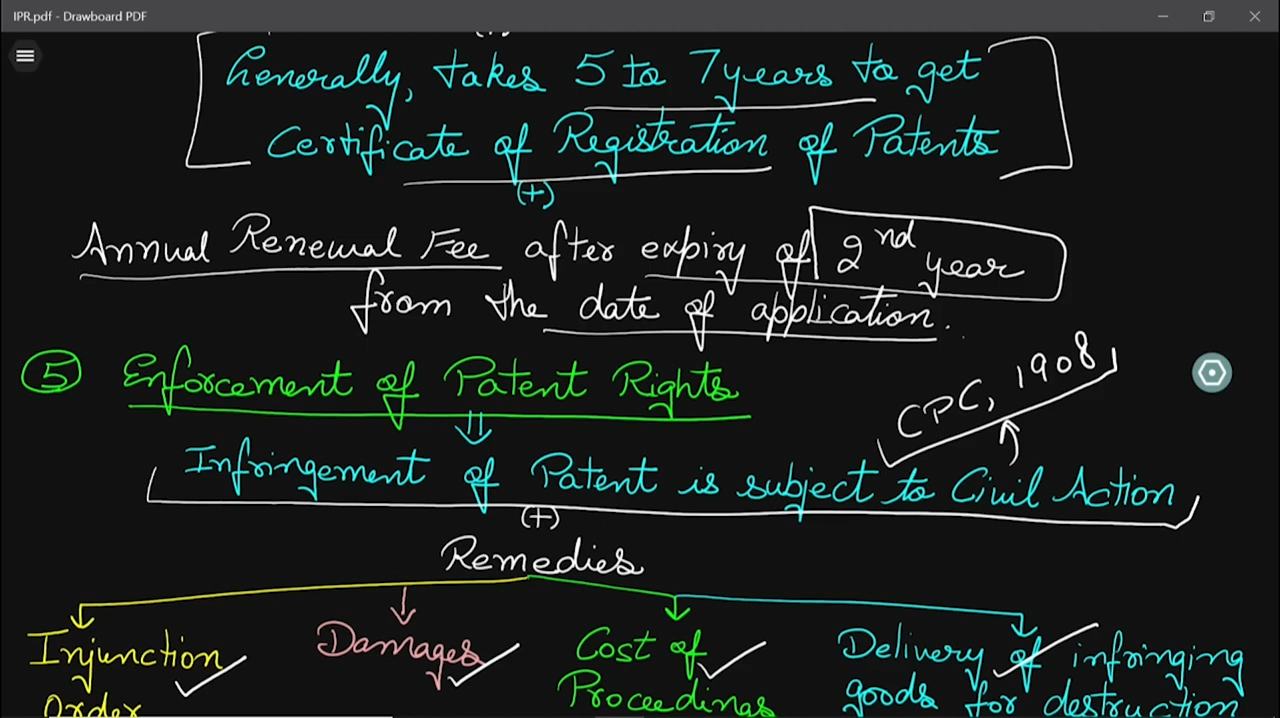 IPR.pdf - Drawboard PDF
Generally, takes 5 to 7 years to get
Certificate of Registration of Patents
(+)
Annual Renewal Fee after expiry of 2nd year
from the date of application.
CPC, 1908
5 Enforcement of Patent Rights
Infringement of Patent is subject to Civil Action
(+)
Remedies
Injunction Damages Cost of Delivery of infringing
Order Proceedings goods for destruction